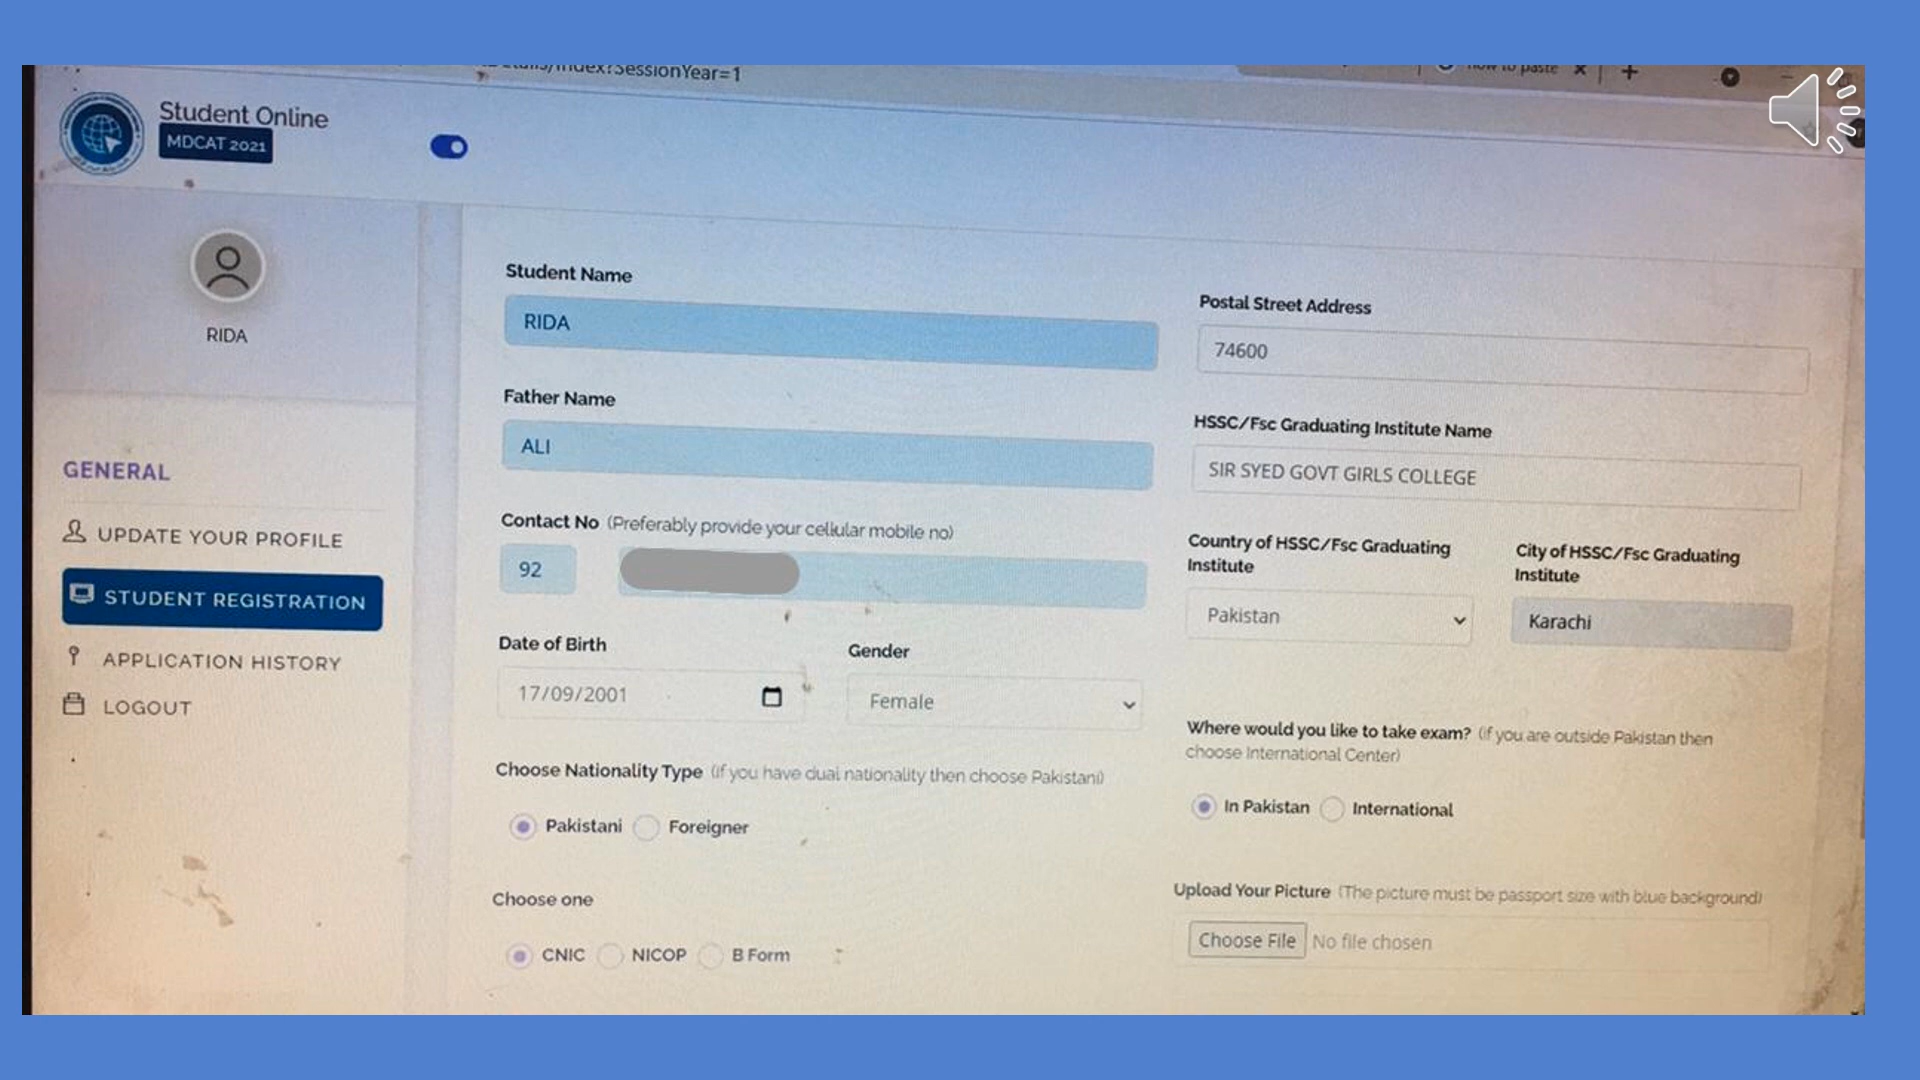 SessionYear=1
how to paste
Student Online
MDCAT 2021
RIDA
GENERAL
UPDATE YOUR PROFILE
STUDENT REGISTRATION
APPLICATION HISTORY
LOGOUT
Student Name
RIDA
Father Name
ALI
Contact No (Preferably provide your cellular mobile no)
92
Date of Birth
17/09/2001
Gender
Female
Choose Nationality Type (if you have dual nationality then choose Pakistani)
Pakistani Foreigner
Choose one
CNIC NICOP B Form
Postal Street Address
74600
HSSC/Fsc Graduating Institute Name
SIR SYED GOVT GIRLS COLLEGE
Country of HSSC/Fsc Graduating
Institute
Pakistan
City of HSSC/Fsc Graduating
Institute
Karachi
Where would you like to take exam? (if you are outside Pakistan then
choose International Center)
In Pakistan International
Upload Your Picture (The picture must be passport size with blue background)
Choose File No file chosen